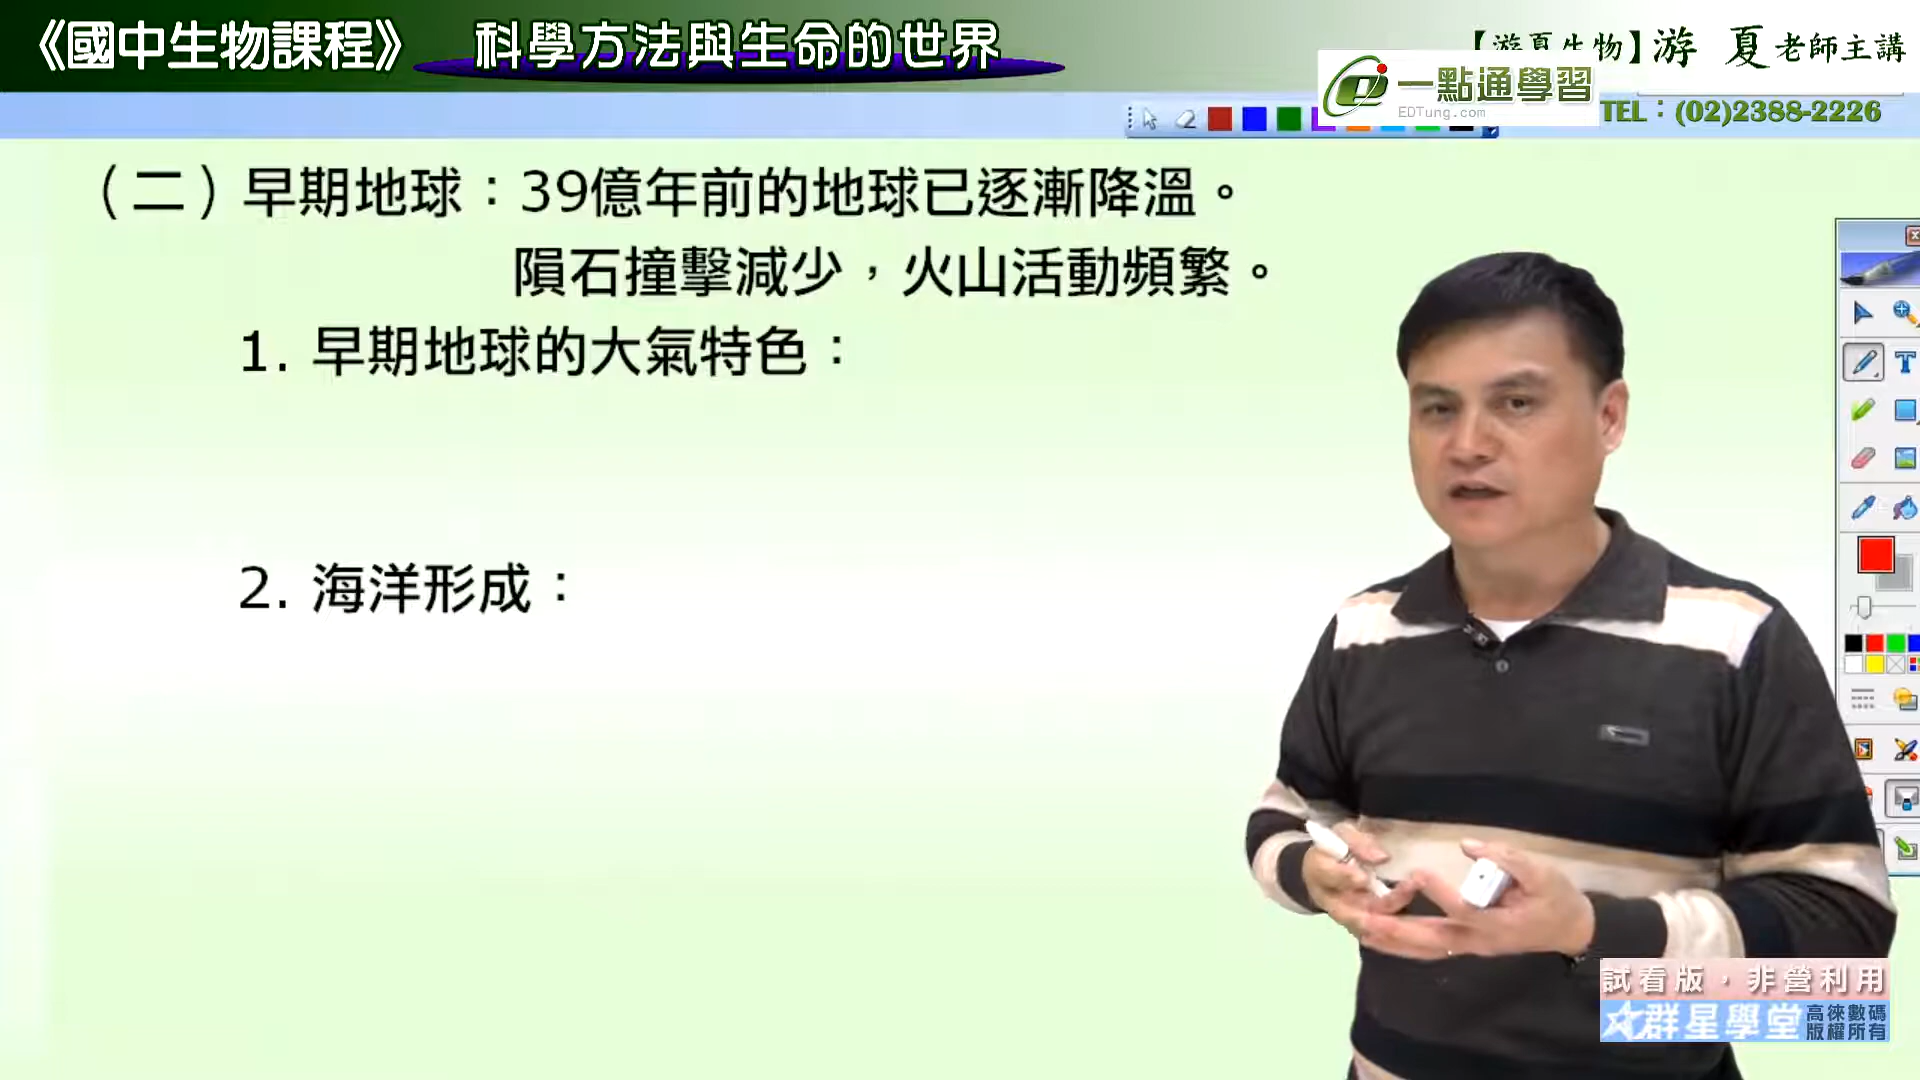 《國中生物課程》 科學方法與生命的世界
【游夏生物】游 夏 老師主講
一點通學習
EDTung.com
TEL：(02)2388-2226
（二）早期地球：39億年前的地球已逐漸降溫。
隕石撞擊減少，火山活動頻繁。
1. 早期地球的大氣特色：
2. 海洋形成：
試看版，非營利用
群星學堂 高徠數碼
版權所有